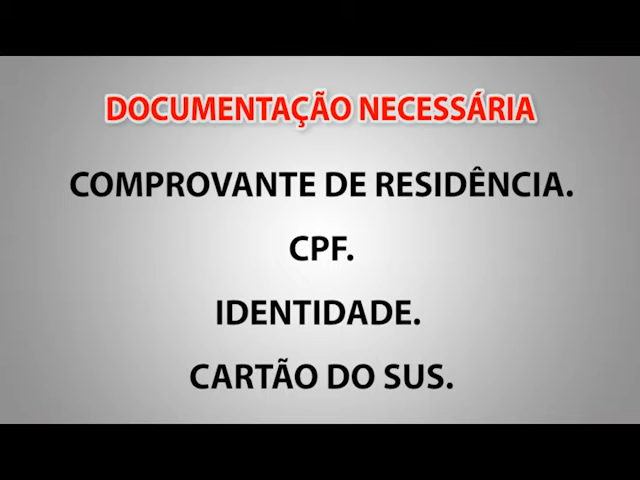 DOCUMENTAÇÃO NECESSÁRIA
COMPROVANTE DE RESIDÊNCIA.
CPF.
IDENTIDADE.
CARTÃO DO SUS.